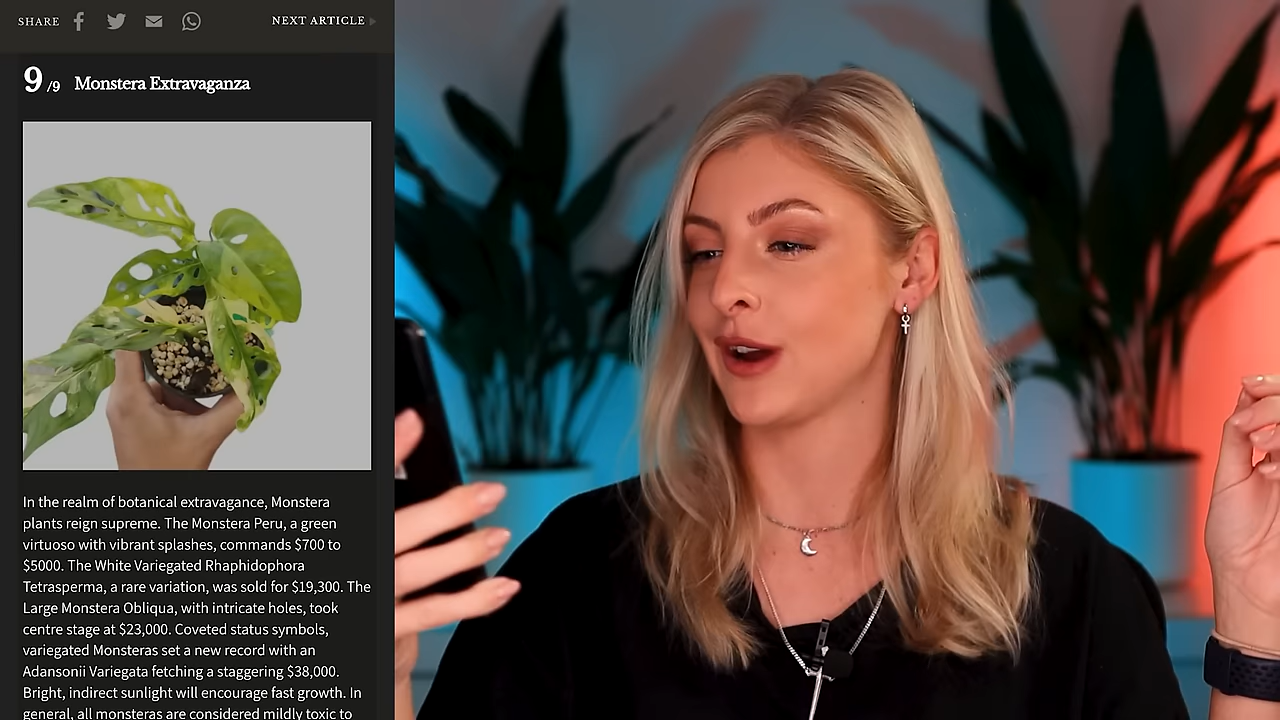 SHARE
NEXT ARTICLE
9/9 Monstera Extravaganza
In the realm of botanical extravagance, Monstera
plants reign supreme. The Monstera Peru, a green
virtuoso with vibrant splashes, commands $700 to
$5000. The White Variegated Rhaphidophora
Tetrasperma, a rare variation, was sold for $19,300. The
Large Monstera Obliqua, with intricate holes, took
centre stage at $23,000. Coveted status symbols,
variegated Monsteras set a new record with an
Adansonii Variegata fetching a staggering $38,000.
Bright, indirect sunlight will encourage fast growth. In
general, all monsteras are considered mildly toxic to